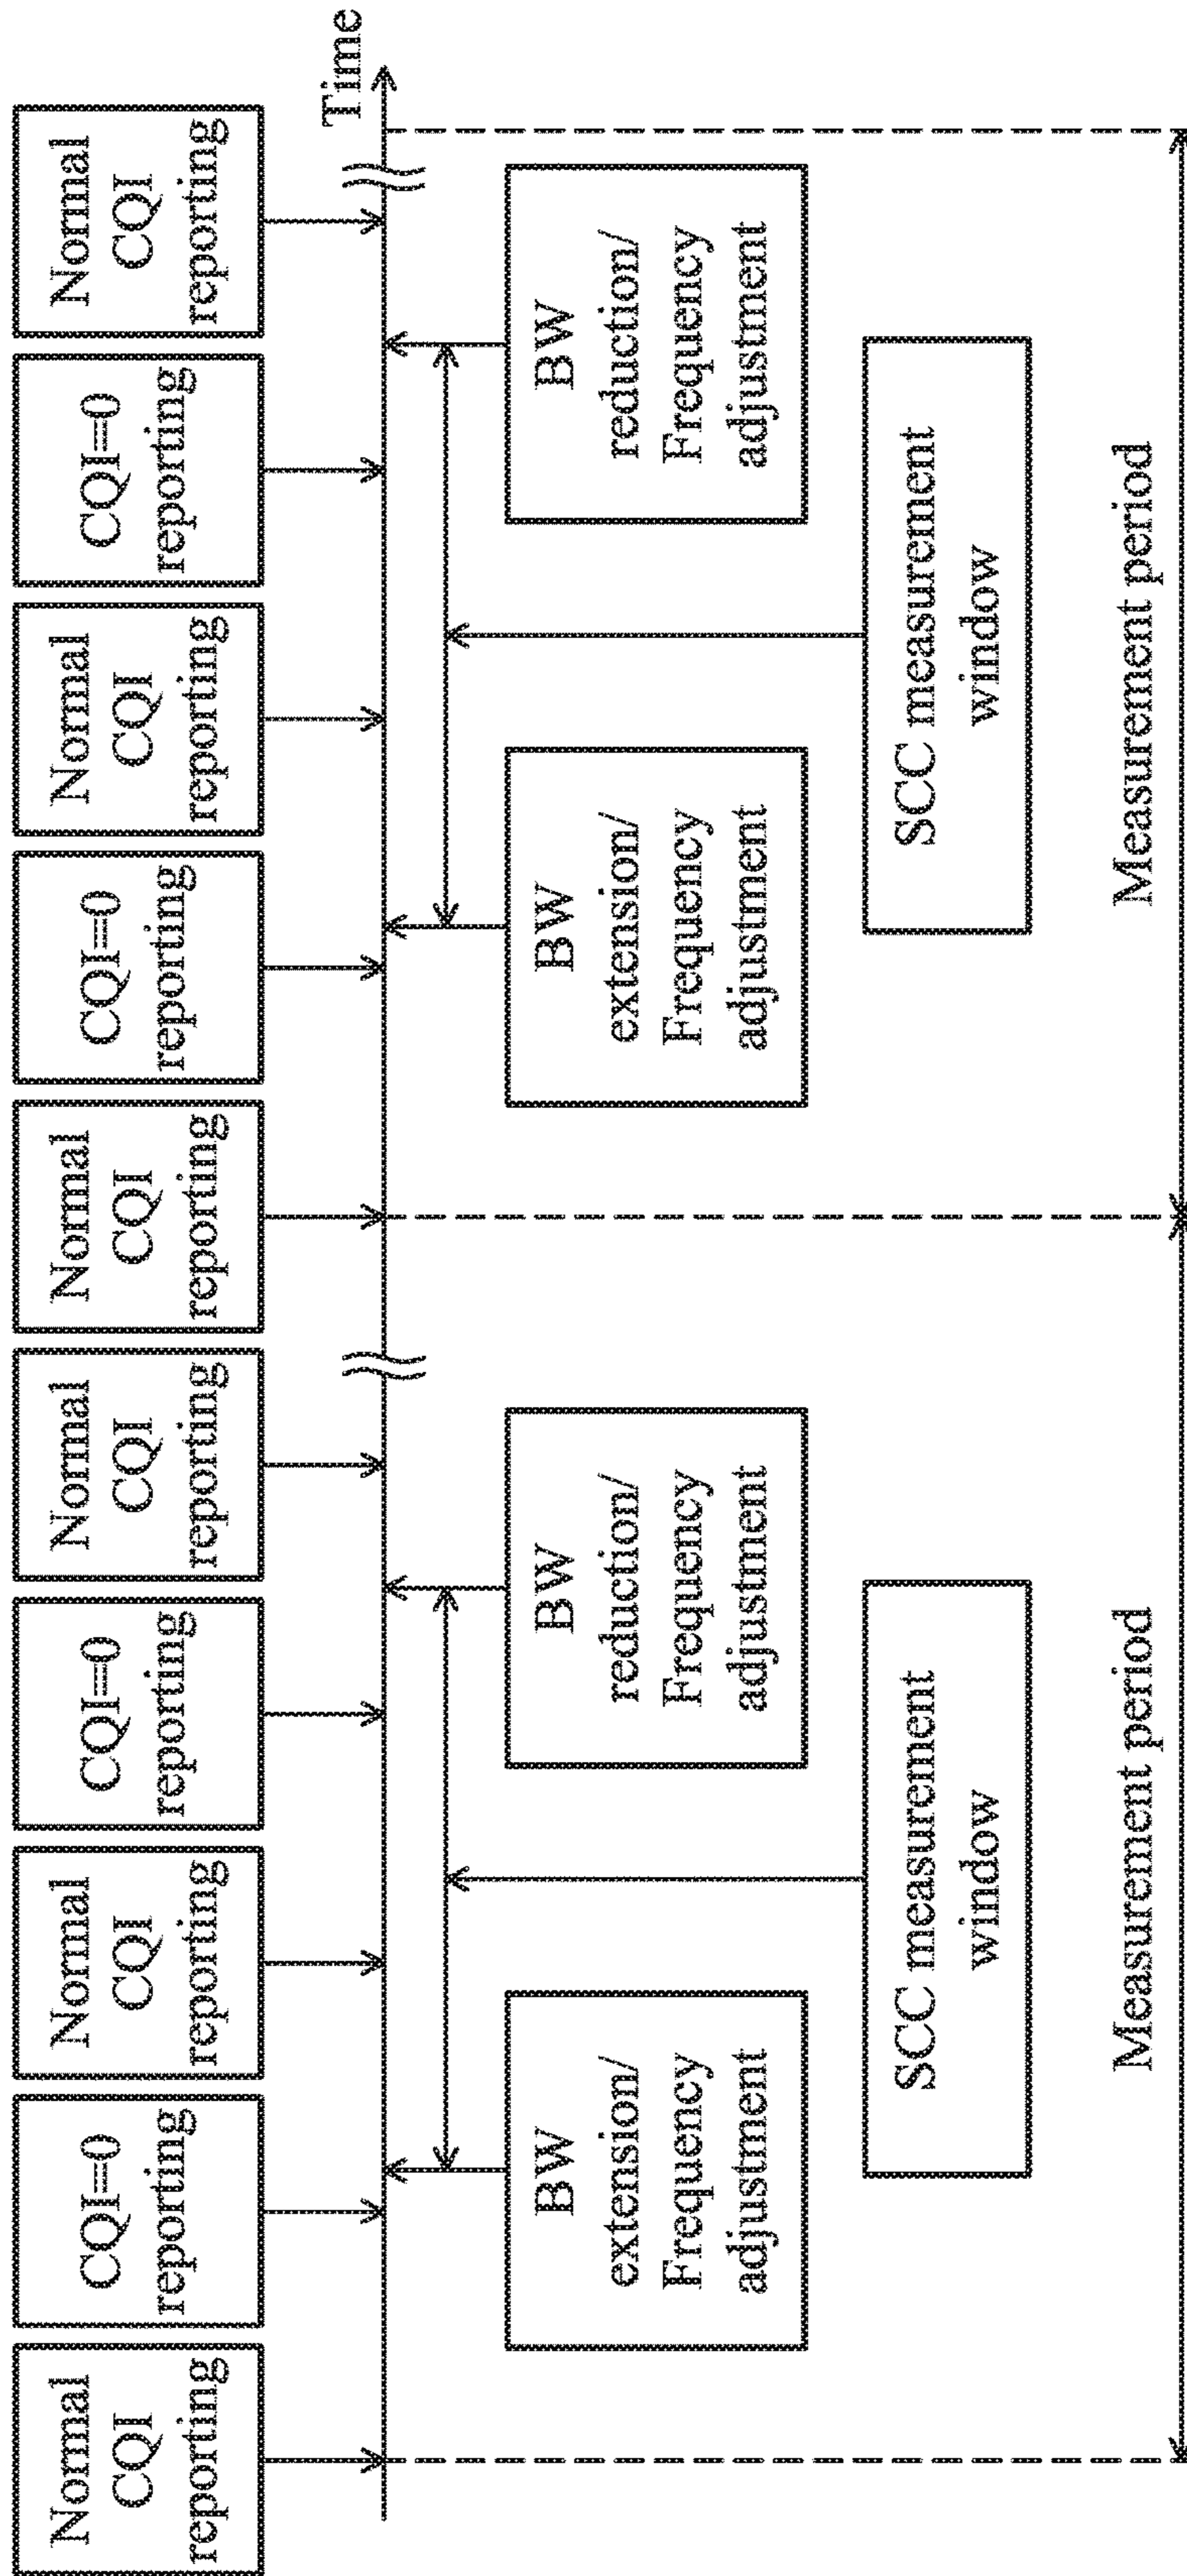 Normal
CQI
reporting
CQI=0
reporting
Normal
CQI
reporting
CQI=0
reporting
Normal
CQI
reporting
Normal
CQI
reporting
CQI=0
reporting
Normal
CQI
reporting
CQI=0
reporting
Normal
CQI
reporting
Time
BW
extension/
Frequency
adjustment
BW
reduction/
Frequency
adjustment
BW
extension/
Frequency
adjustment
BW
reduction/
Frequency
adjustment
SCC measurement
window
SCC measurement
window
Measurement period
Measurement period